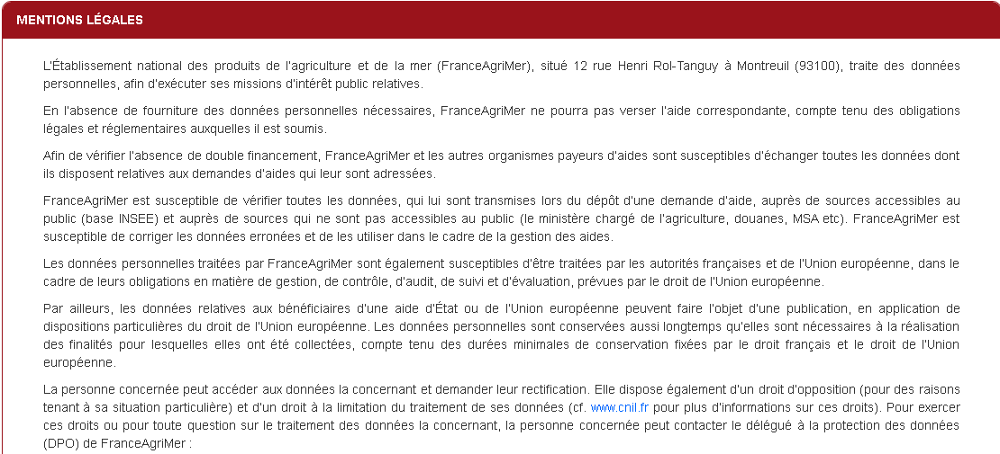 MENTIONS LÉGALES
L'Établissement national des produits de l'agriculture et de la mer (FranceAgriMer), situé 12 rue Henri Rol-Tanguy à Montreuil (93100), traite des données
personnelles, afin d'exécuter ses missions d'intérêt public relatives.
En l'absence de fourniture des données personnelles nécessaires, FranceAgriMer ne pourra pas verser l'aide correspondante, compte tenu des obligations
légales et réglementaires auxquelles il est soumis.
Afin de vérifier l'absence de double financement, FranceAgriMer et les autres organismes payeurs d'aides sont susceptibles d'échanger toutes les données dont
ils disposent relatives aux demandes d'aides qui leur sont adressées.
FranceAgriMer est susceptible de vérifier toutes les données, qui lui sont transmises lors du dépôt d'une demande d'aide, auprès de sources accessibles au
public (base INSEE) et auprès de sources qui ne sont pas accessibles au public (le ministère chargé de l'agriculture, douanes, MSA etc). FranceAgriMer est
susceptible de corriger les données erronées et de les utiliser dans le cadre de la gestion des aides.
Les données personnelles traitées par FranceAgriMer sont également susceptibles d'être traitées par les autorités françaises et de l'Union européenne, dans le
cadre de leurs obligations en matière de gestion, de contrôle, d'audit, de suivi et d'évaluation, prévues par le droit de l'Union européenne.
Par ailleurs, les données relatives aux bénéficiaires d'une aide d'État ou de l'Union européenne peuvent faire l'objet d'une publication, en application de
dispositions particulières du droit de l'Union européenne. Les données personnelles sont conservées aussi longtemps qu'elles sont nécessaires à la réalisation
des finalités pour lesquelles elles ont été collectées, compte tenu des durées minimales de conservation fixées par le droit français et le droit de l'Union
européenne.
La personne concernée peut accéder aux données la concernant et demander leur rectification. Elle dispose également d'un droit d'opposition (pour des raisons
tenant à sa situation particulière) et d'un droit à la limitation du traitement de ses données (cf. www.cnil.fr pour plus d'informations sur ces droits). Pour exercer
ces droits ou pour toute question sur le traitement des données la concernant, la personne concernée peut contacter le délégué à la protection des données
(DPO) de FranceAgriMer :